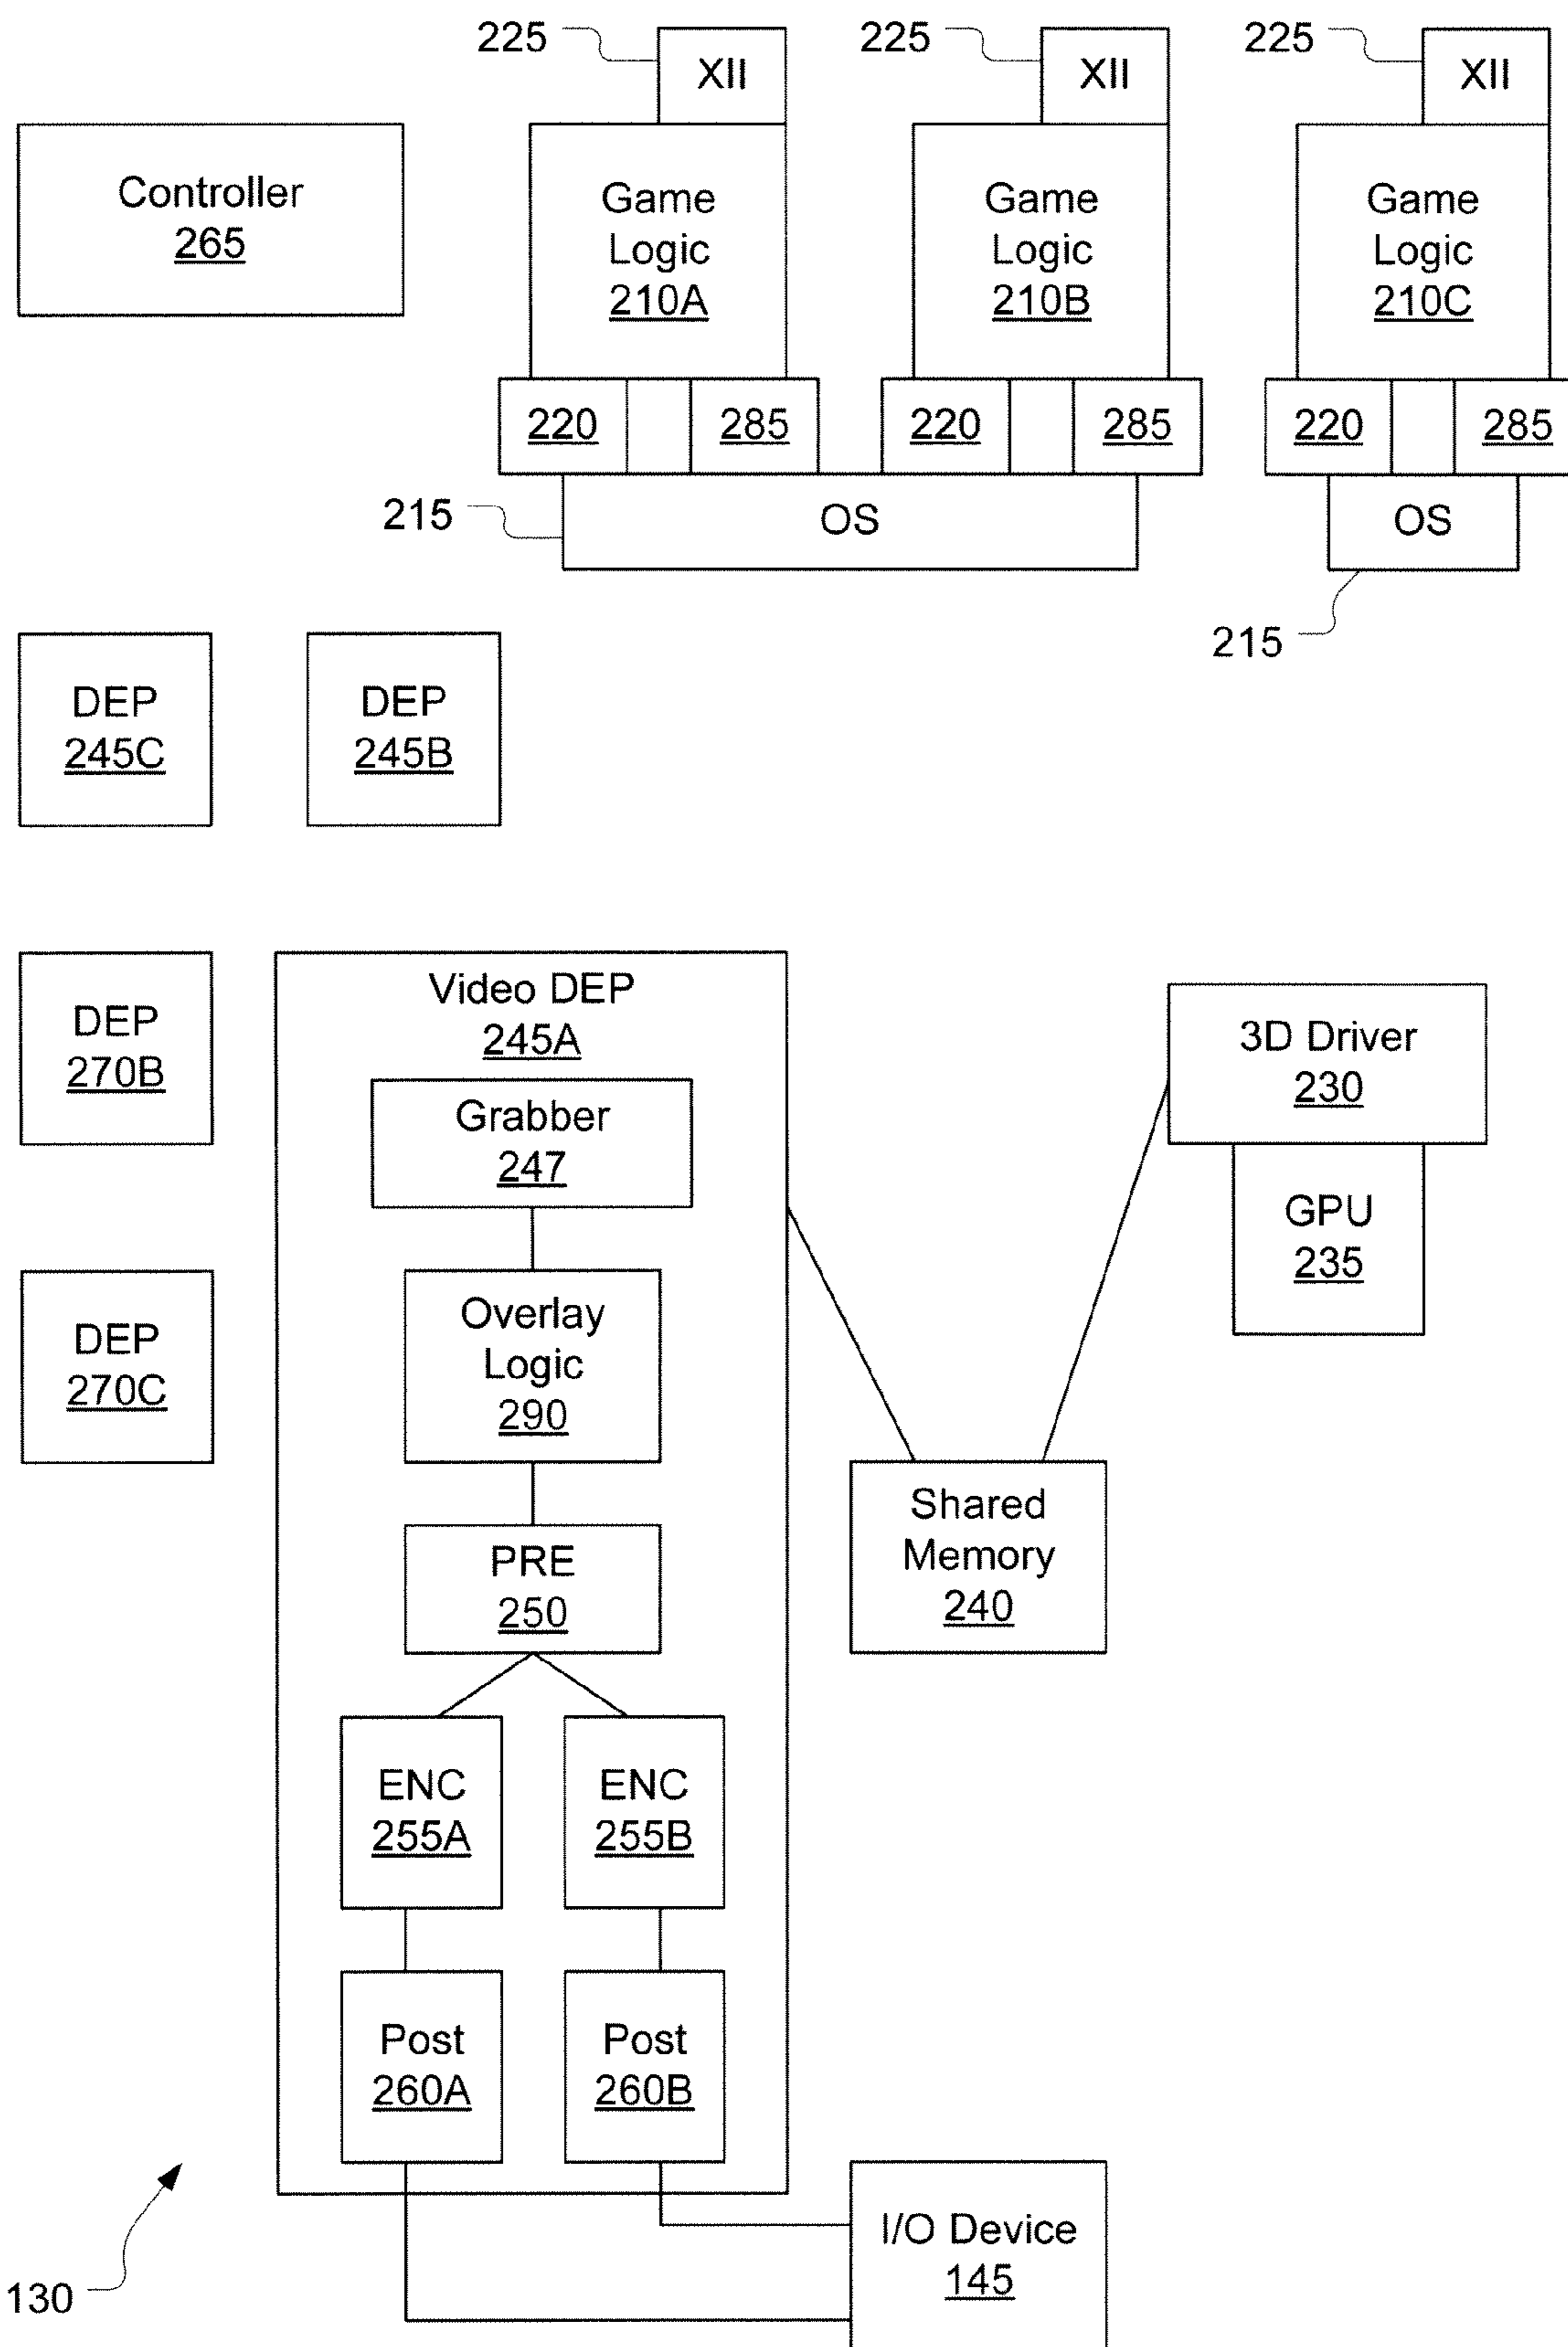 225
XII
225
XII
225
XII
Controller
265
Game
Logic
210A
Game
Logic
210B
Game
Logic
210C
220
285
220
285
220
285
215
OS
OS
215
DEP
245C
DEP
245B
DEP
270B
Video DEP
245A
3D Driver
230
Grabber
247
GPU
235
DEP
270C
Overlay
Logic
290
PRE
250
Shared
Memory
240
ENC
255A
ENC
255B
Post
260A
Post
260B
I/O Device
145
130